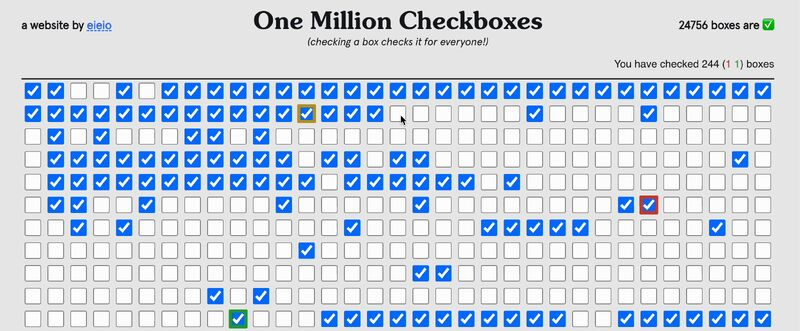 One Million Checkboxes
a website by eieio
24756 boxes are ✅
(checking a box checks it for everyone!)
You have checked 244 (1 1) boxes